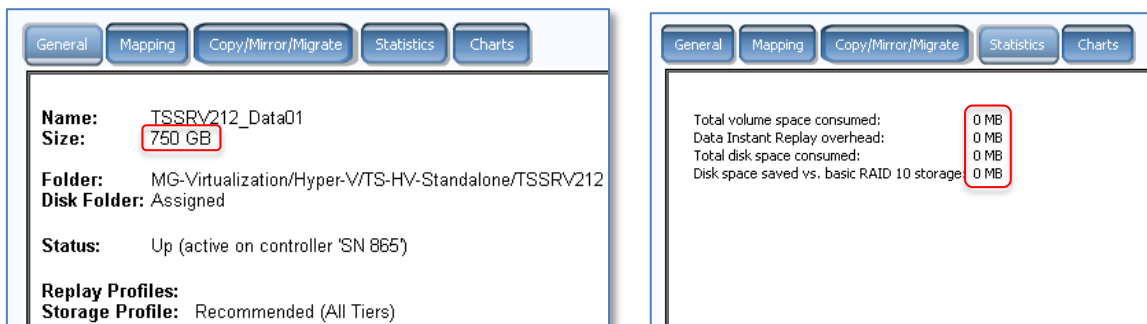 General Mapping Copy/Mirror/Migrate Statistics Charts
Name: TSSRV212_Data01
Size: 750 GB
Folder: MG-Virtualization/Hyper-V/TS-HV-Standalone/TSSRV212
Disk Folder: Assigned
Status: Up (active on controller 'SN 865')
Replay Profiles:
Storage Profile: Recommended (All Tiers)
General Mapping Copy/Mirror/Migrate Statistics Charts
Total volume space consumed: 0 MB
Data Instant Replay overhead: 0 MB
Total disk space consumed: 0 MB
Disk space saved vs. basic RAID 10 storage: 0 MB